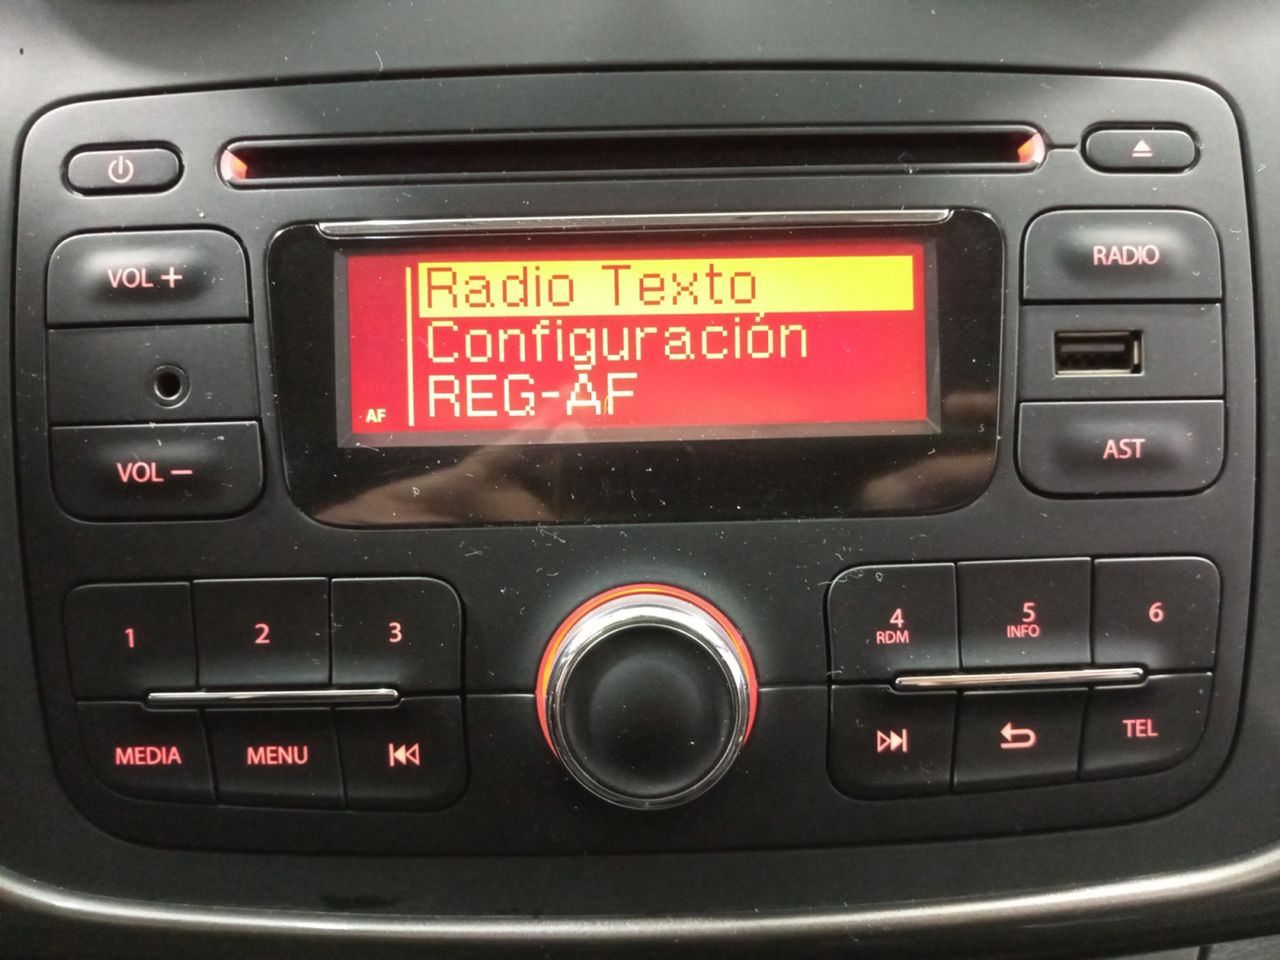 VOL +
RADIO
Radio Texto
Configuración
REG-AF
AF
VOL −
AST
1
2
3
4
RDM
5
INFO
6
MEDIA
MENU
TEL